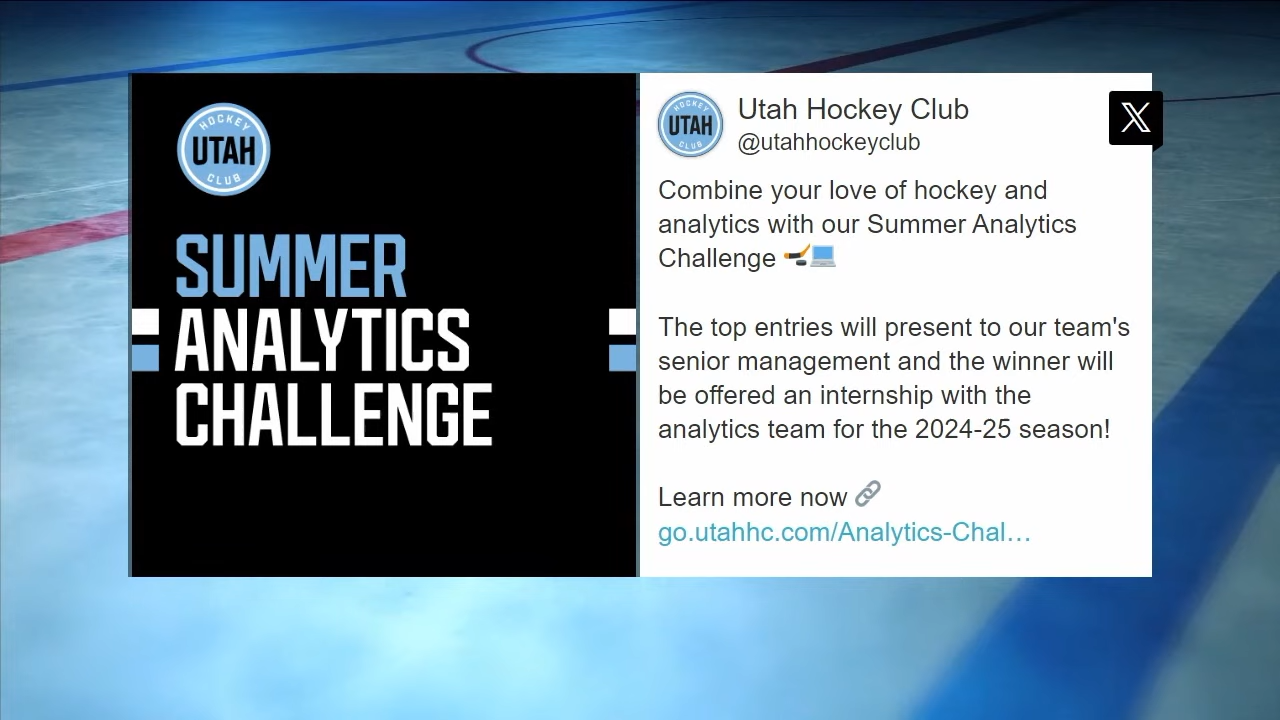 HOCKEY
UTAH
CLUB
SUMMER
ANALYTICS
CHALLENGE
HOCKEY
UTAH
CLUB
Utah Hockey Club
@utahhockeyclub
X
Combine your love of hockey and
analytics with our Summer Analytics
Challenge 🏒💻
The top entries will present to our team's
senior management and the winner will
be offered an internship with the
analytics team for the 2024-25 season!
Learn more now 🔗
go.utahhc.com/Analytics-Chal…